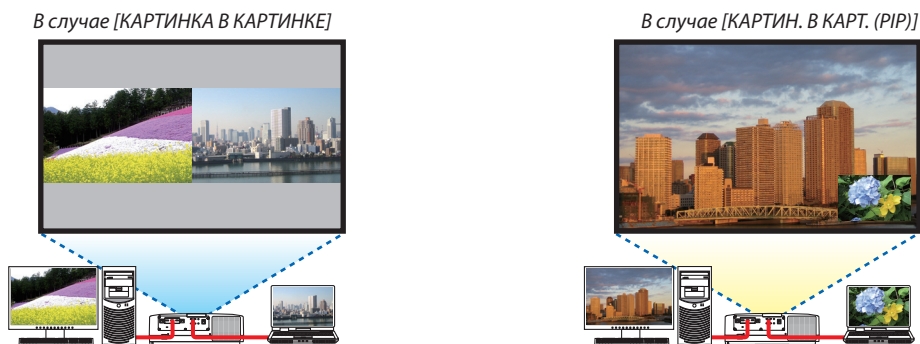 В случае [КАРТИНКА В КАРТИНКЕ]
В случае [КАРТИН. В КАРТ. (PIP)]